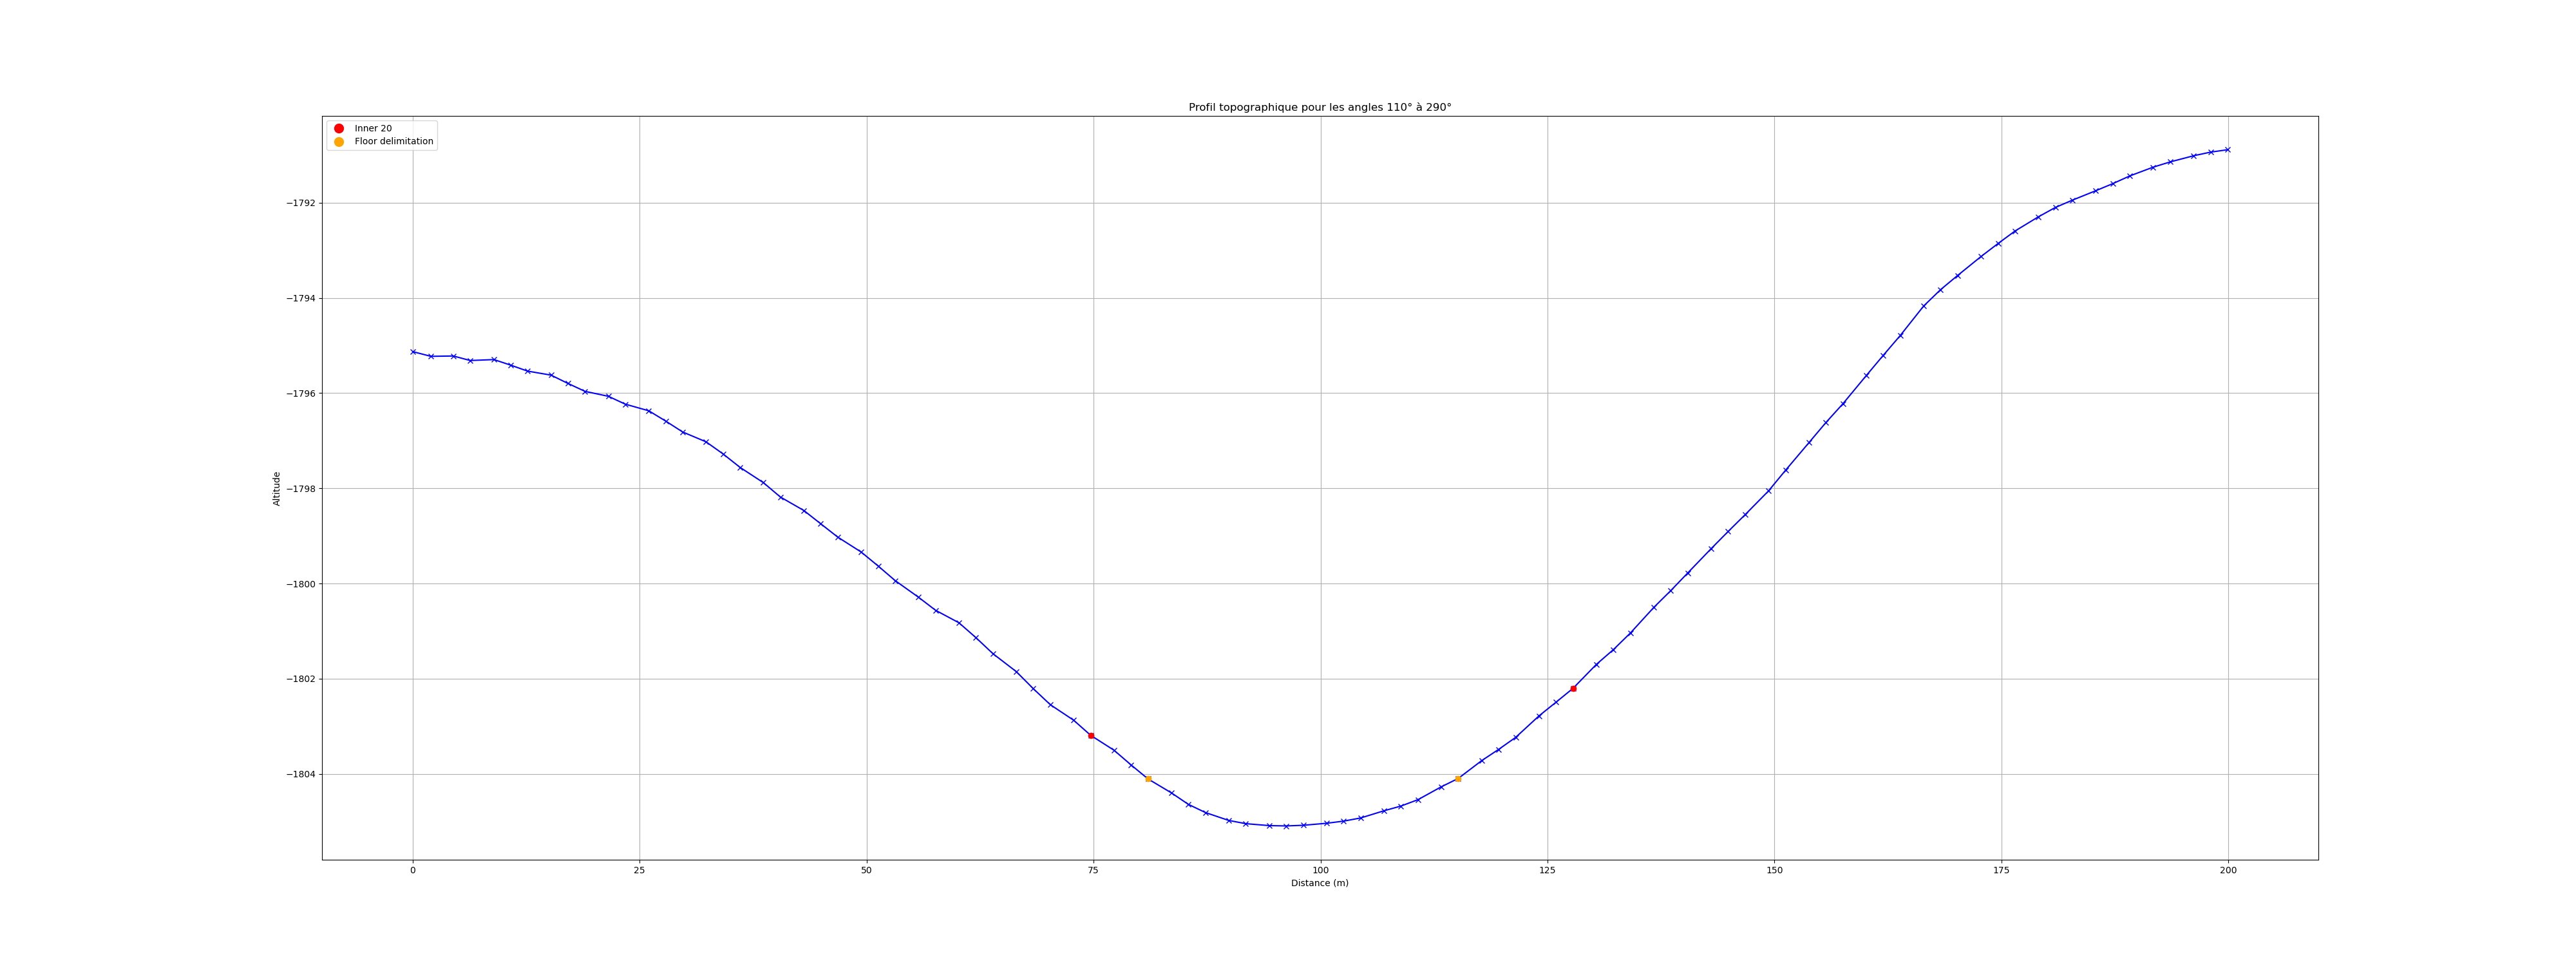 Profil topographique pour les angles 110° à 290°
Inner 20
Floor delimitation
Altitude
−1792
−1794
−1796
−1798
−1800
−1802
−1804
0 25 50 75 100 125 150 175 200
Distance (m)